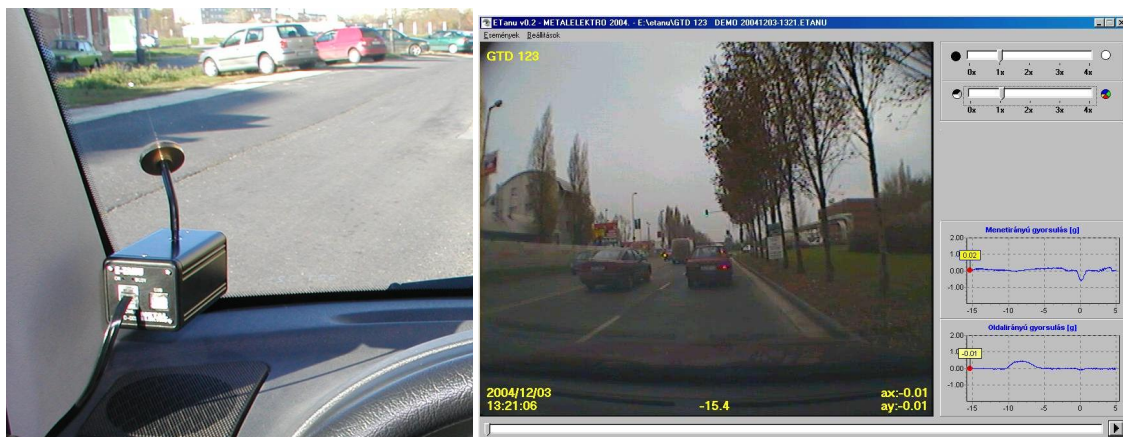 ETanu v0.2 - METALELEKTRO 2004. - E:\etanu\GTD 123 DEMO 20041203-1321.ETANU
Események Beállítások
GTD 123
0x 1x 2x 3x 4x
0x 1x 2x 3x 4x
Menetirányú gyorsulás [g]
2.00
1.0
0.02
0.00
-1.00
-15 -10 -5 0 5
Oldalirányú gyorsulás [g]
2.00
1.0
-0.01
0.00
-1.00
-15 -10 -5 0 5
2004/12/03
13:21:06
-15.4
ax:-0.01
ay:-0.01